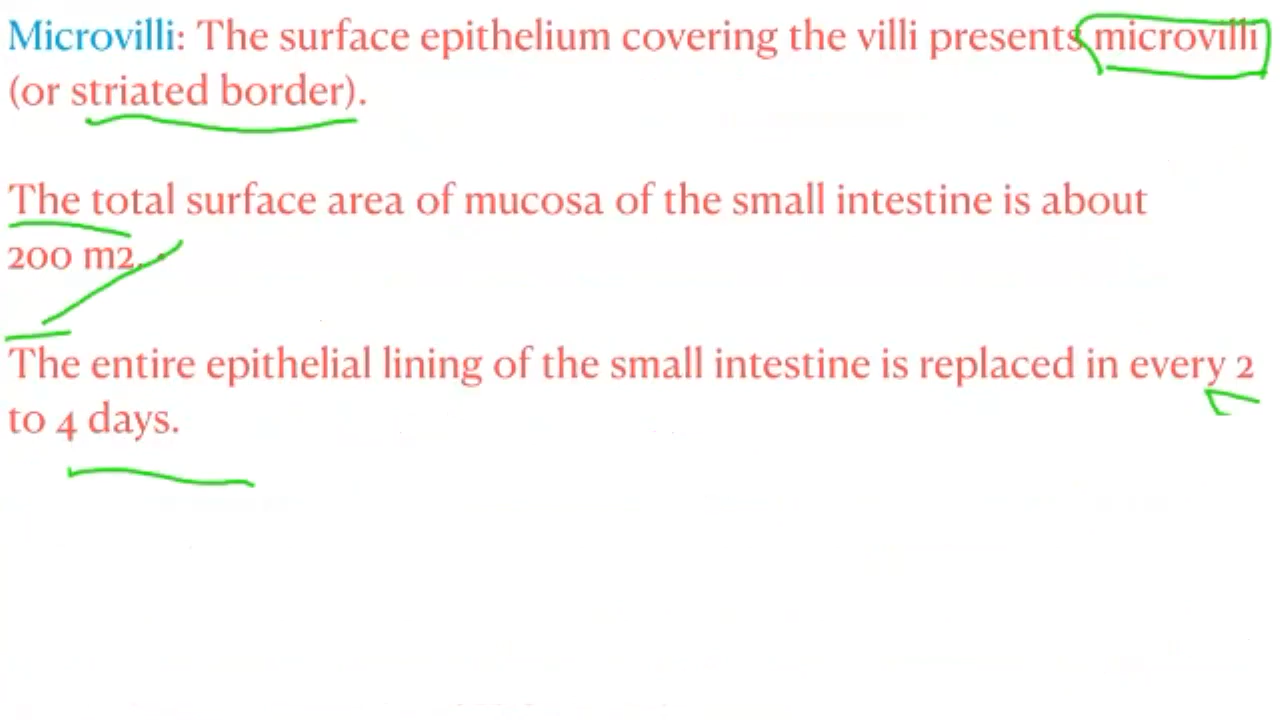 Microvilli: The surface epithelium covering the villi presents microvilli
(or striated border).
The total surface area of mucosa of the small intestine is about
200 m2.
The entire epithelial lining of the small intestine is replaced in every 2
to 4 days.